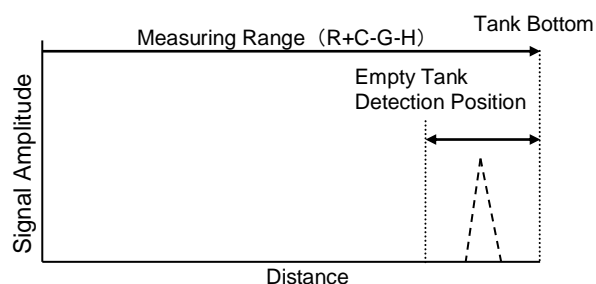 Tank Bottom
Measuring Range（R+C-G-H）
Empty Tank
Detection Position
Signal Amplitude
Distance